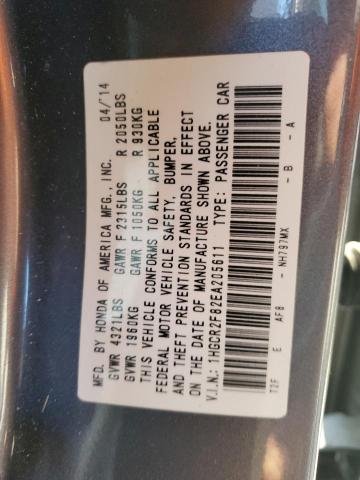 MFD. BY HONDA OF AMERICA MFG., INC. 04/'14
GVWR 4321LBS GAWR F 2315LBS R 2050LBS
GVWR 1960KG GAWR F 1050KG R 930KG
THIS VEHICLE CONFORMS TO ALL APPLICABLE
FEDERAL MOTOR VEHICLE SAFETY, BUMPER,
AND THEFT PREVENTION STANDARDS IN EFFECT
ON THE DATE OF MANUFACTURE SHOWN ABOVE.
V.I.N.: 1HGCR2F82EA205611 TYPE: PASSENGER CAR
T2F E AF8 - NH797MX - B - A